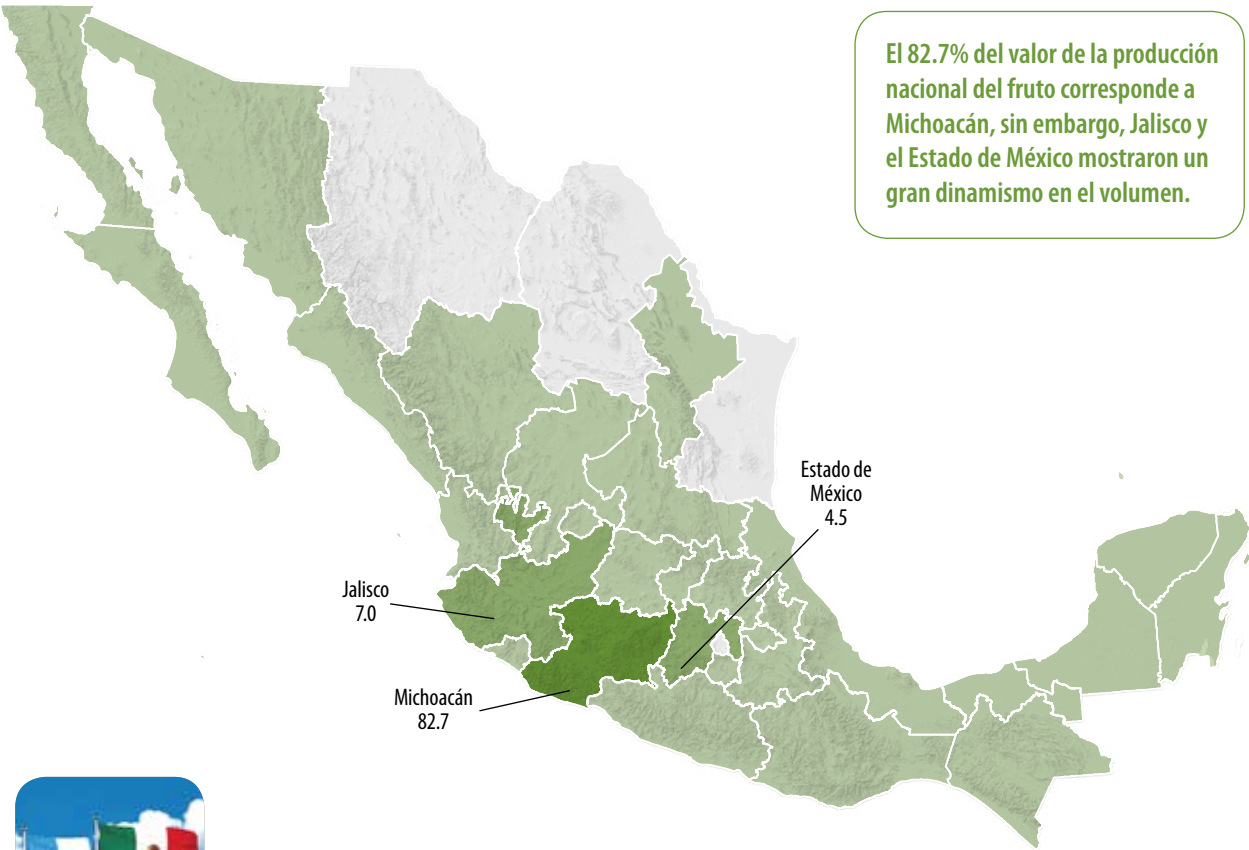 El 82.7% del valor de la producción
nacional del fruto corresponde a
Michoacán, sin embargo, Jalisco y
el Estado de México mostraron un
gran dinamismo en el volumen.
Estado de
México
4.5
Jalisco
7.0
Michoacán
82.7